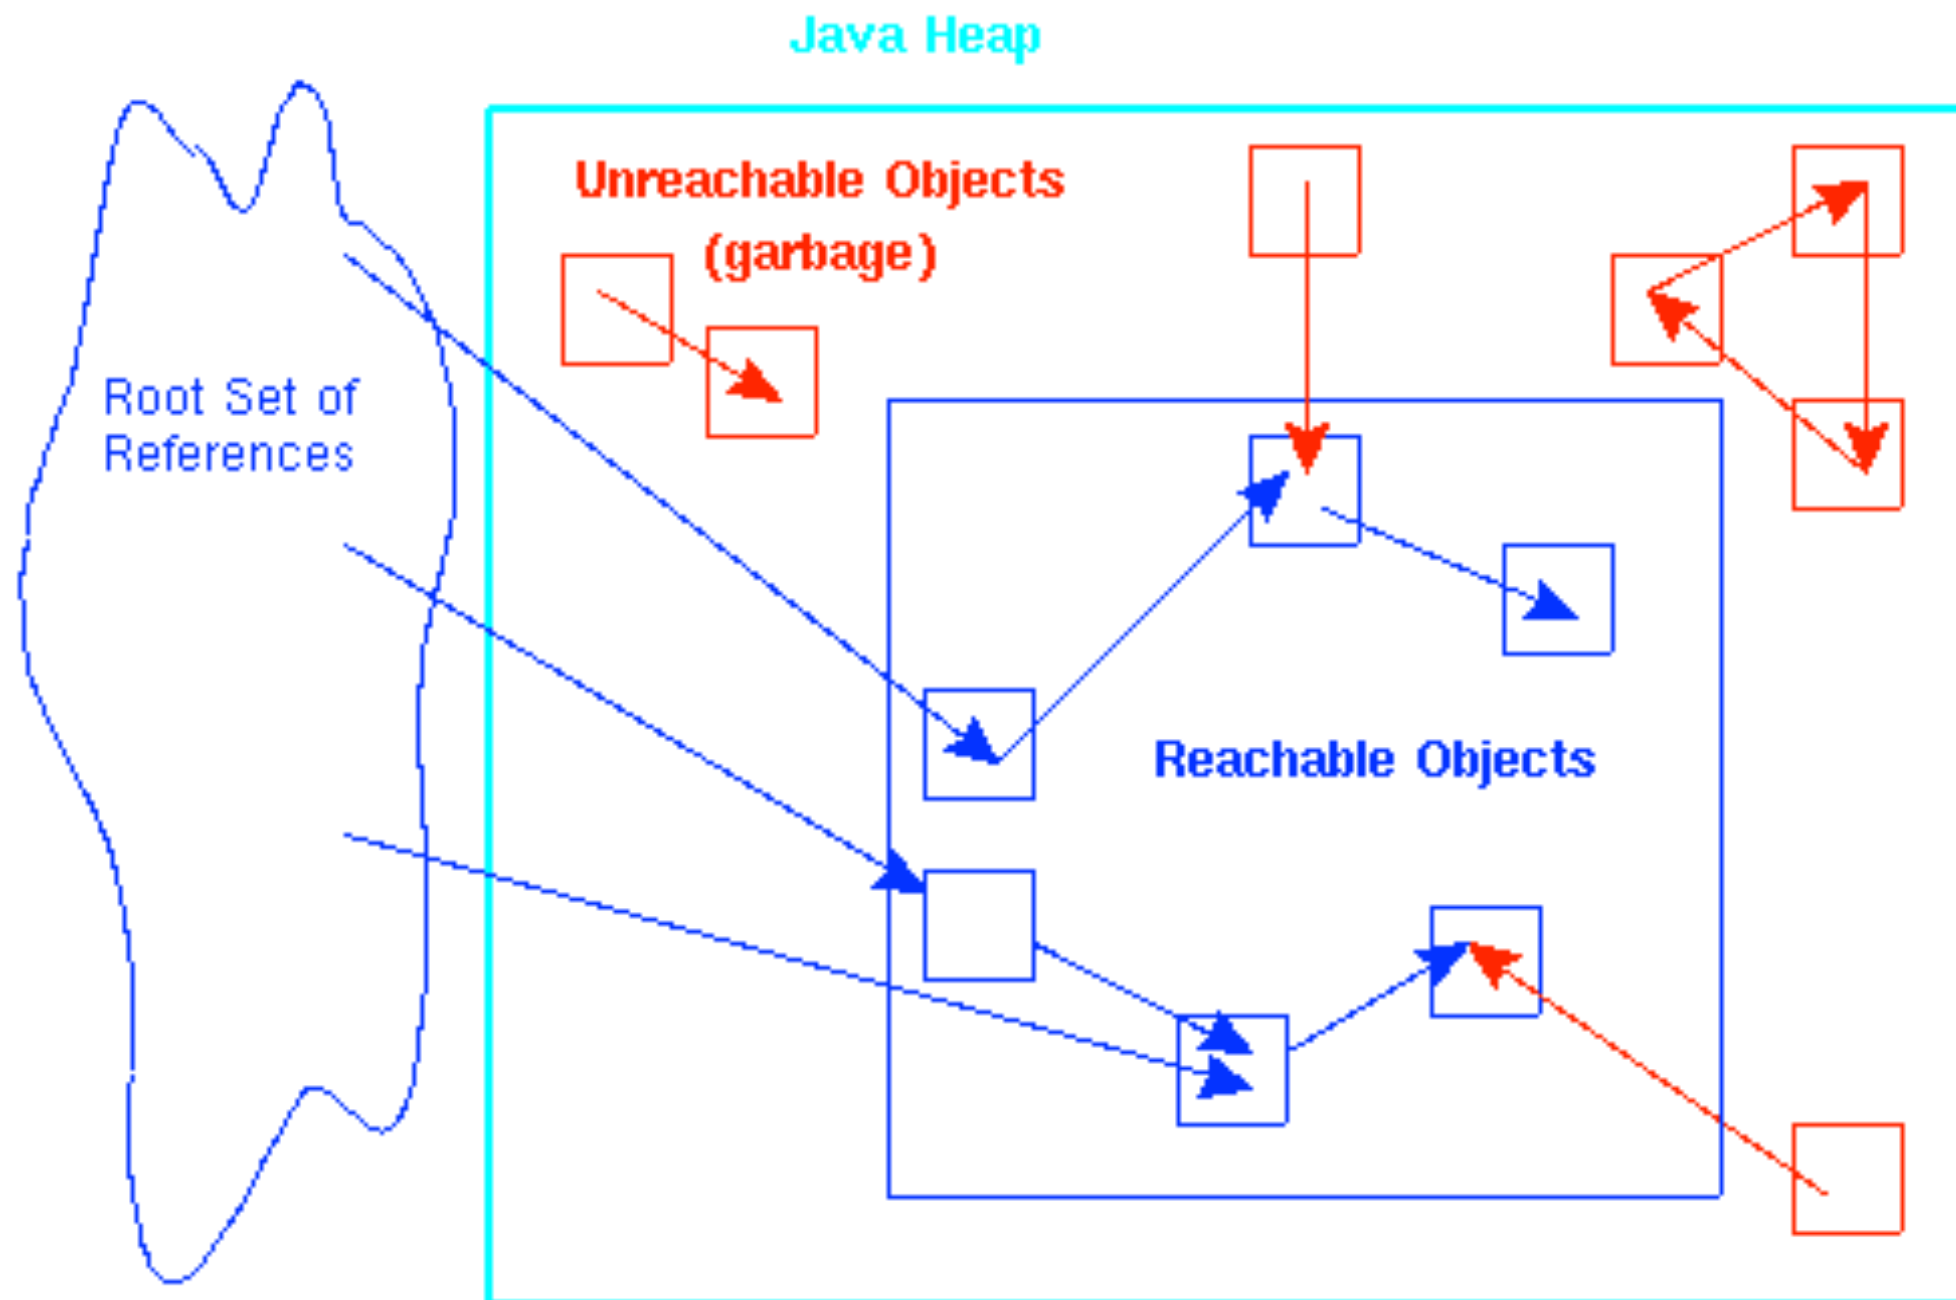 Java Heap
Unreachable Objects
(garbage)
Root Set of
References
Reachable Objects